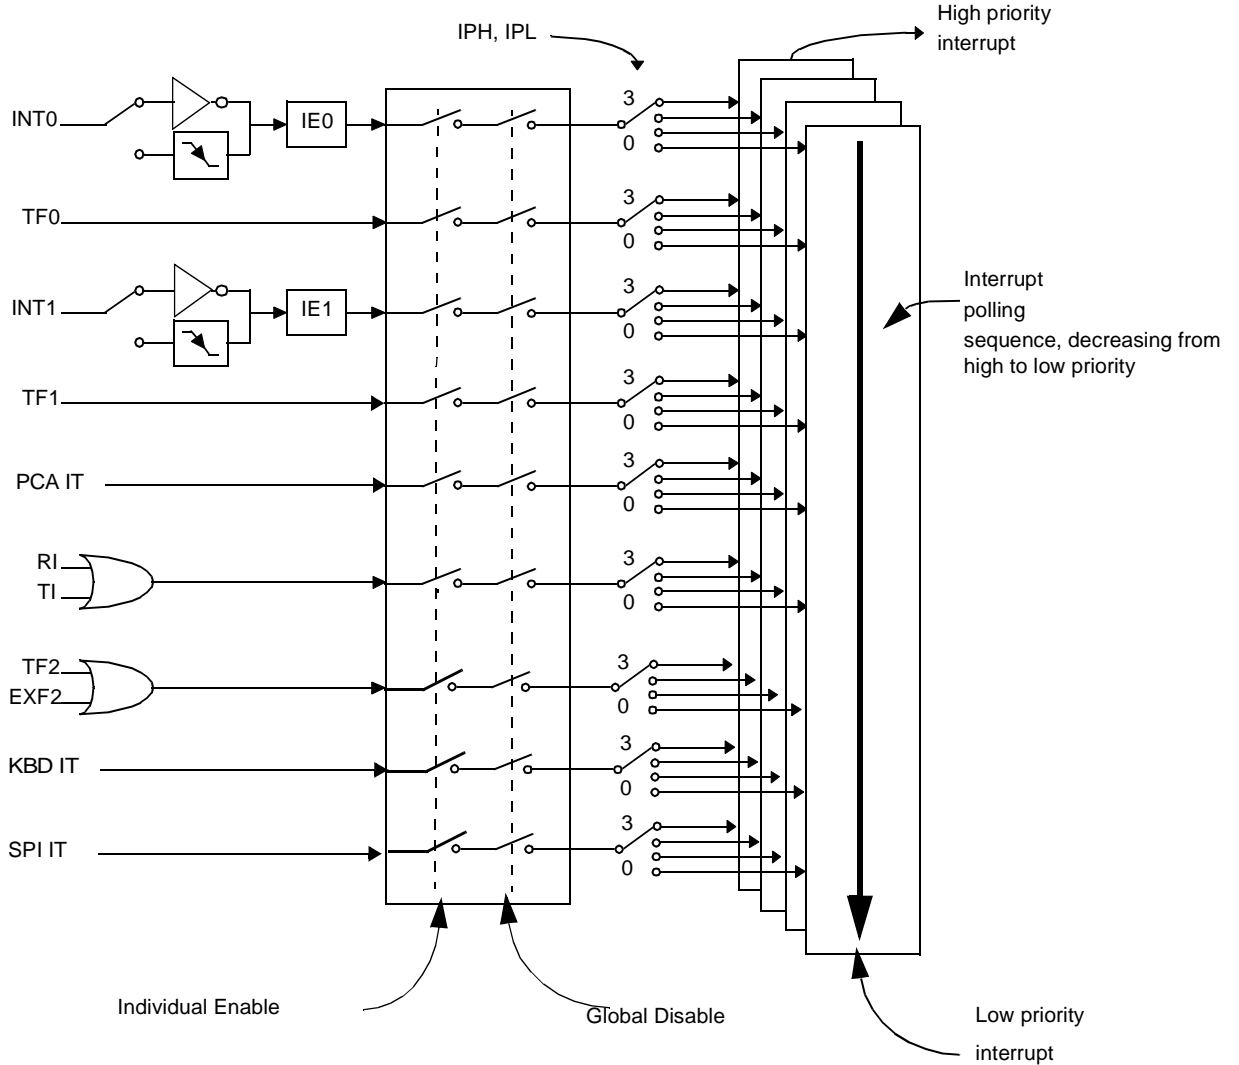 IPH, IPL
High priority
interrupt
INT0
IE0
3
0
TF0
3
0
INT1
IE1
3
0
Interrupt
polling
sequence, decreasing from
high to low priority
TF1
3
0
PCA IT
3
0
RI
TI
3
0
TF2
EXF2
3
0
KBD IT
3
0
SPI IT
3
0
Individual Enable
Global Disable
Low priority
interrupt